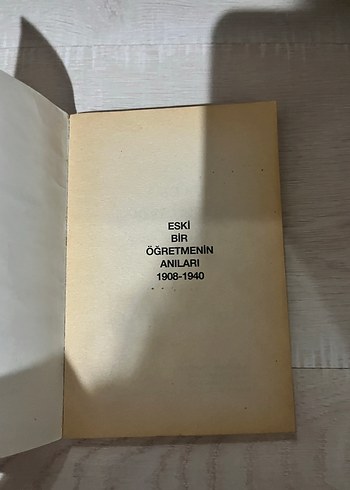 ESKİ
BİR
ÖĞRETMENİN
ANILARI
1908-1940